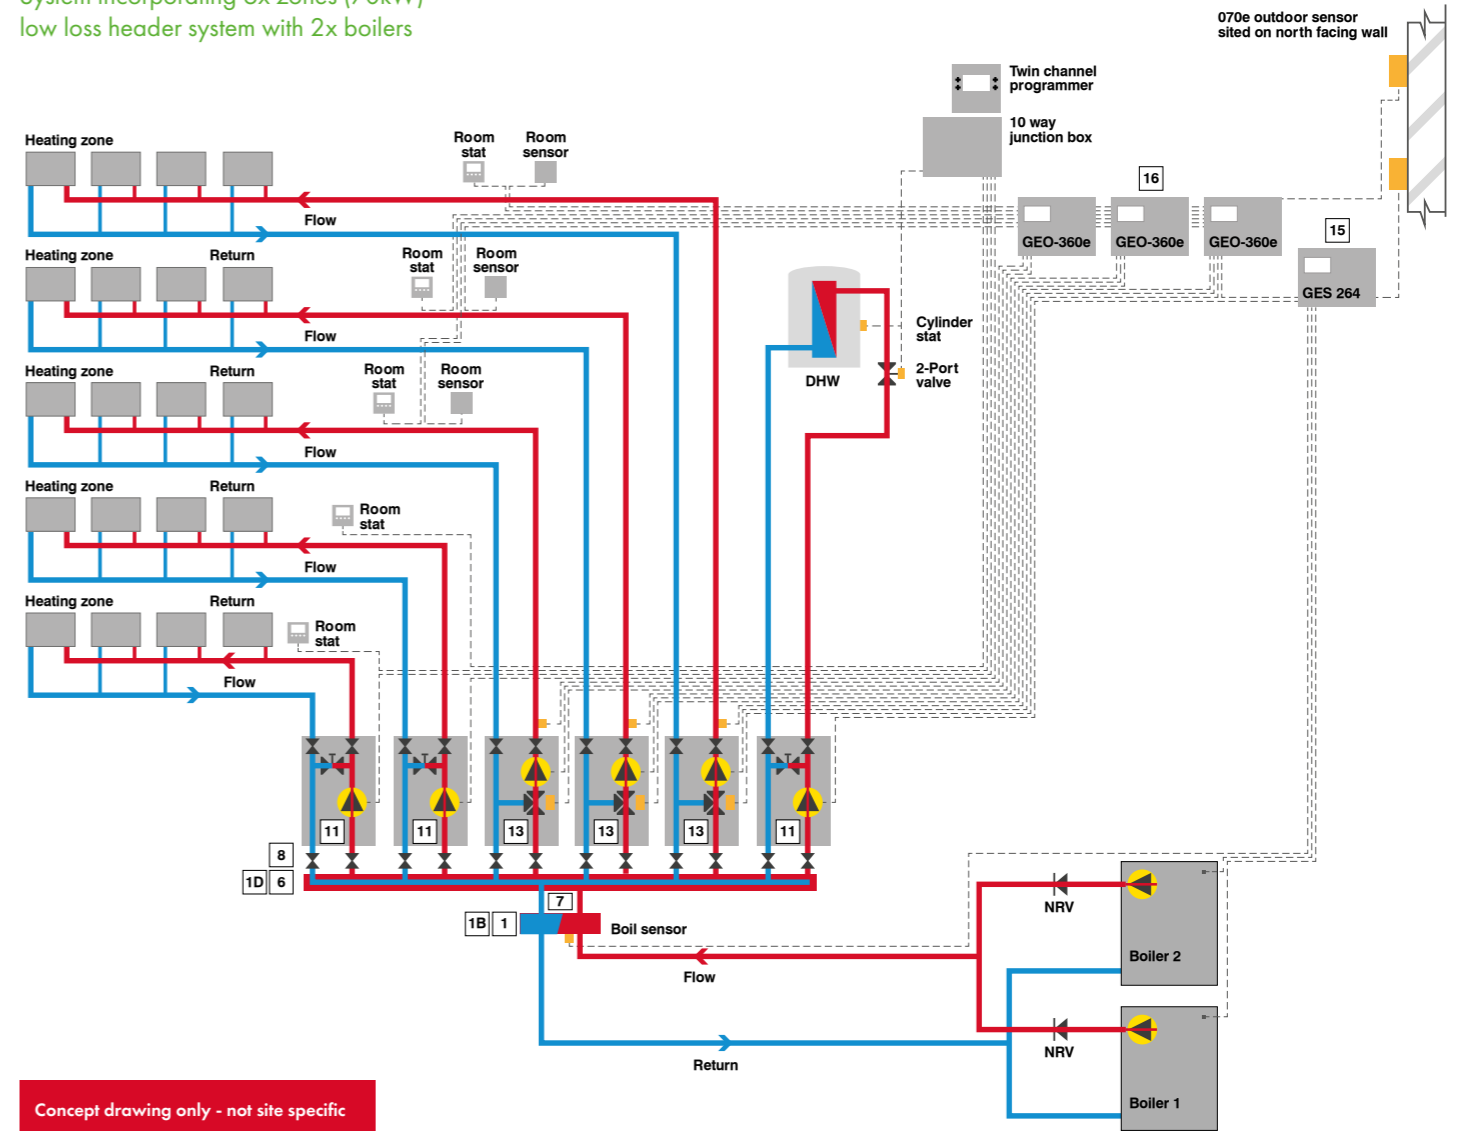 low loss header system with 2x boilers
070e outdoor sensor
sited on north facing wall
Twin channel
programmer
10 way
junction box
Heating zone
Room
stat
Room
sensor
16
Flow
GEO-360e
GEO-360e
GEO-360e
15
Heating zone
Return
Room
stat
Room
sensor
GES 264
Flow
Cylinder
stat
Heating zone
Return
Room
stat
Room
sensor
DHW
2-Port
valve
Flow
Heating zone
Return
Room
stat
Flow
Heating zone
Return
Room
stat
Flow
11
11
13
13
13
11
8
1D
6
7
1B
1
Boil sensor
NRV
Boiler 2
Flow
NRV
Return
Boiler 1
Concept drawing only - not site specific